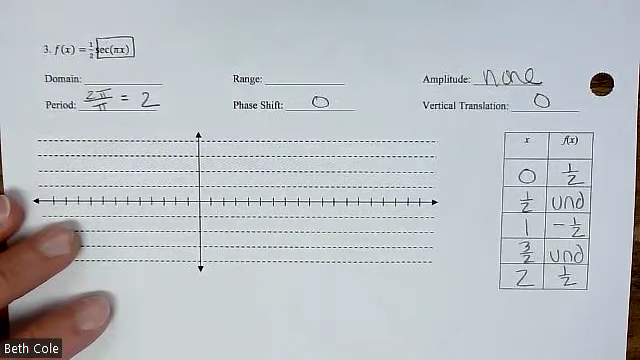 3. f(x) = 1/2 sec(πx)
Domain: Range: Amplitude: none
Period: 2π/π = 2 Phase Shift: 0 Vertical Translation: 0
x f(x)
0 1/2
1/2 und
1 -1/2
3/2 und
2 1/2
Beth Cole